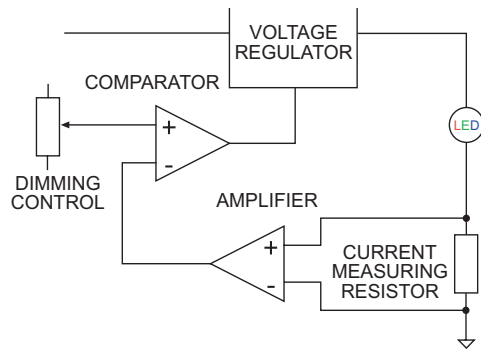 VOLTAGE
REGULATOR
COMPARATOR
+
-
LED
DIMMING
CONTROL
AMPLIFIER
+
-
CURRENT
MEASURING
RESISTOR